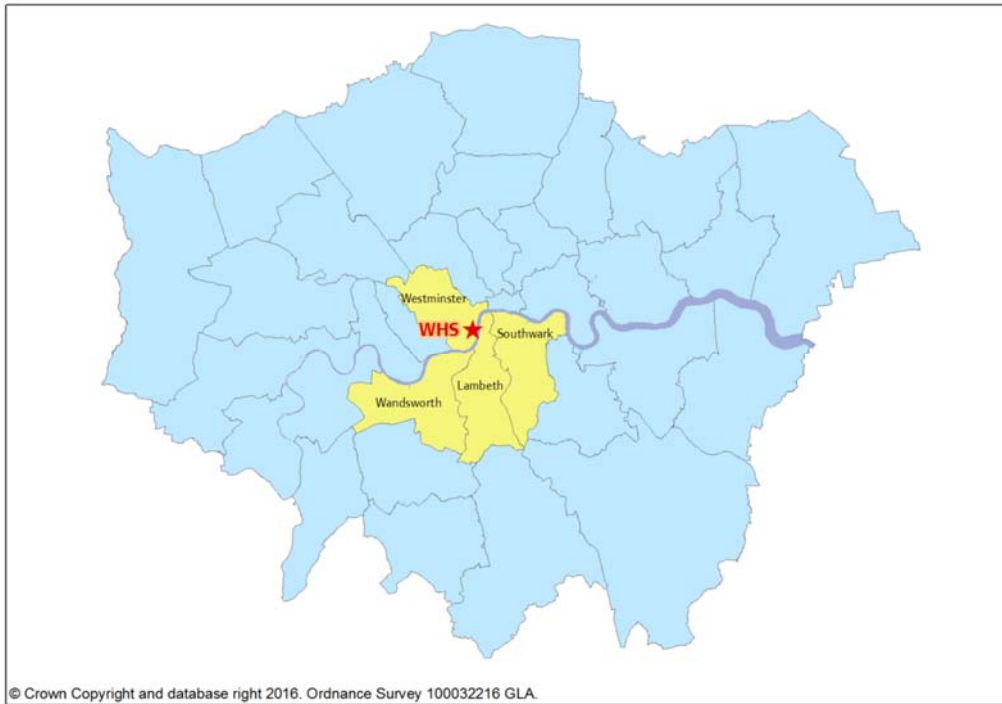 Westminster
WHS
Southwark
Lambeth
Wandsworth
© Crown Copyright and database right 2016. Ordnance Survey 100032216 GLA.